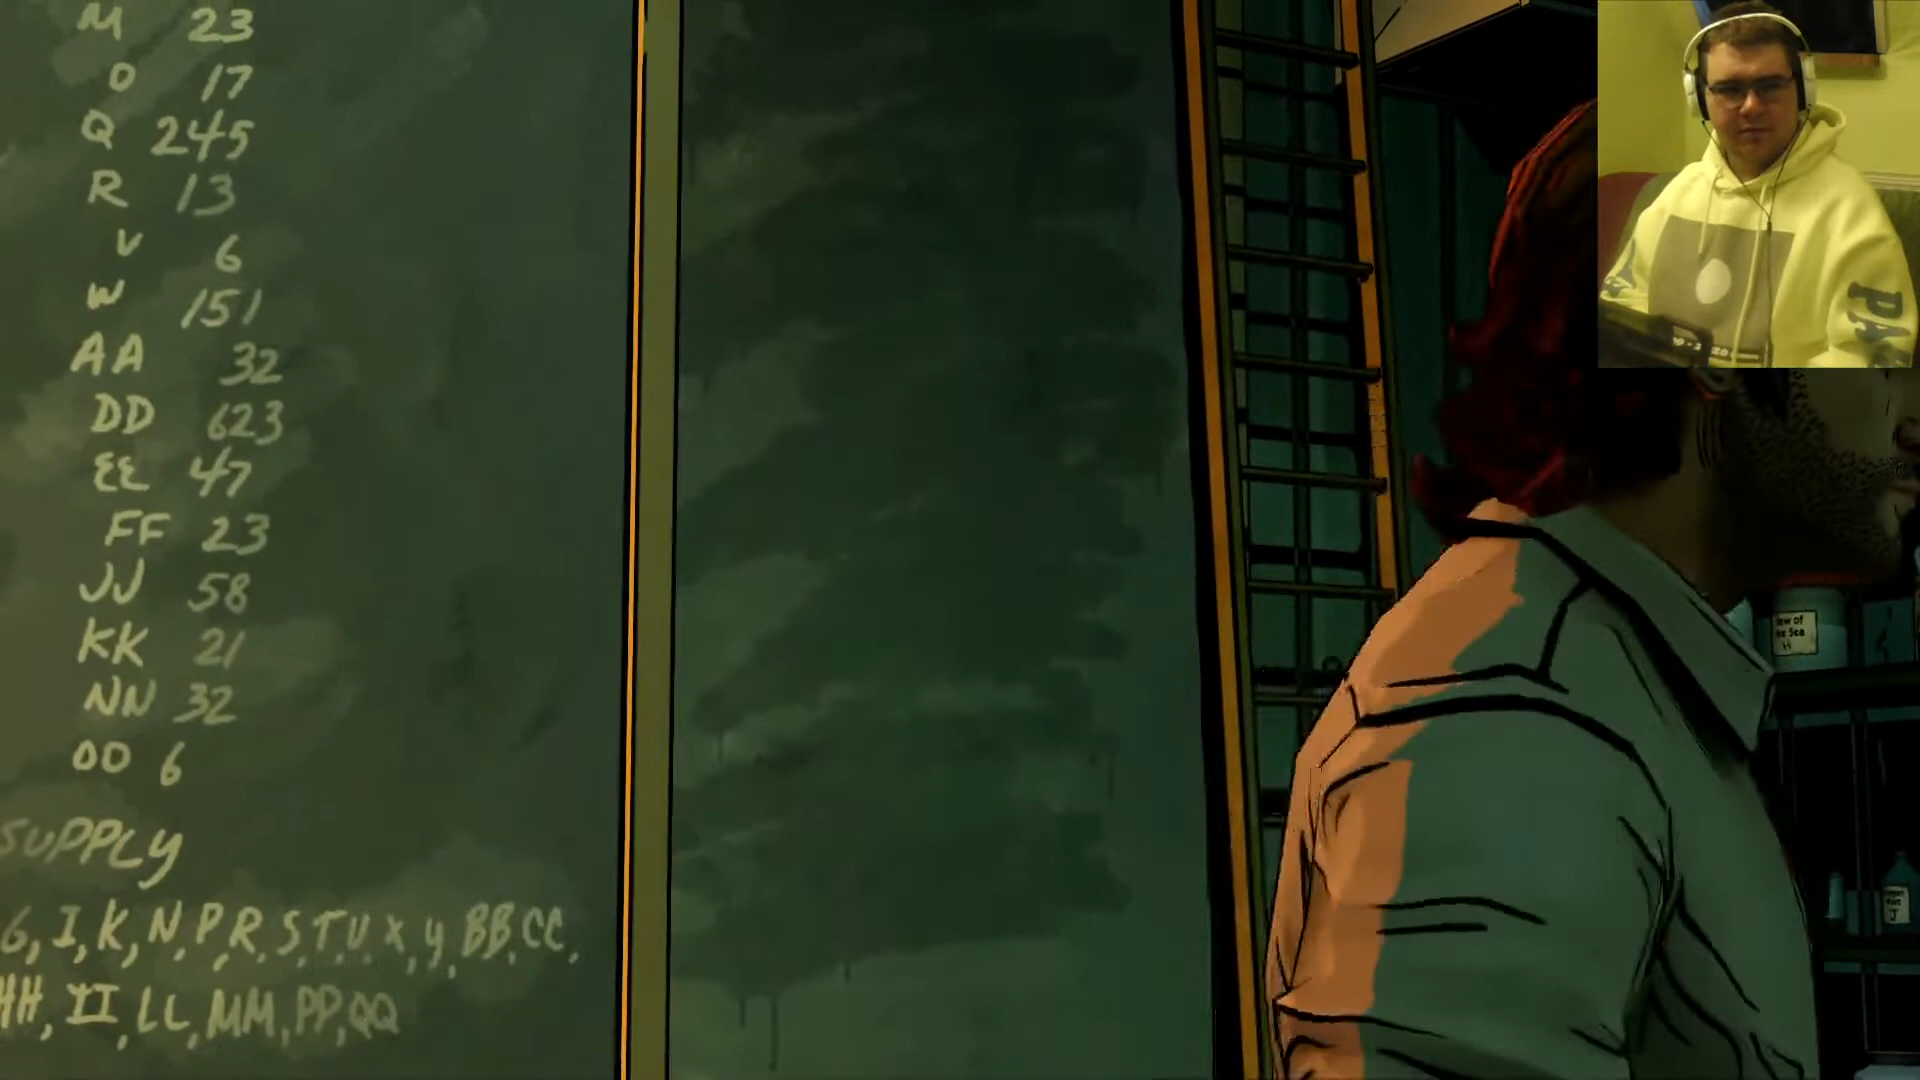 M 23
O 17
Q 245
R 13
V 6
W 151
AA 32
DD 623
EE 47
FF 23
JJ 58
KK 21
NN 32
OO 6
SUPPLY
G, I, K, N, P, R, S, T, U, X, Y, BB, CC,
HH, II, LL, MM, PP, QQ
H
J